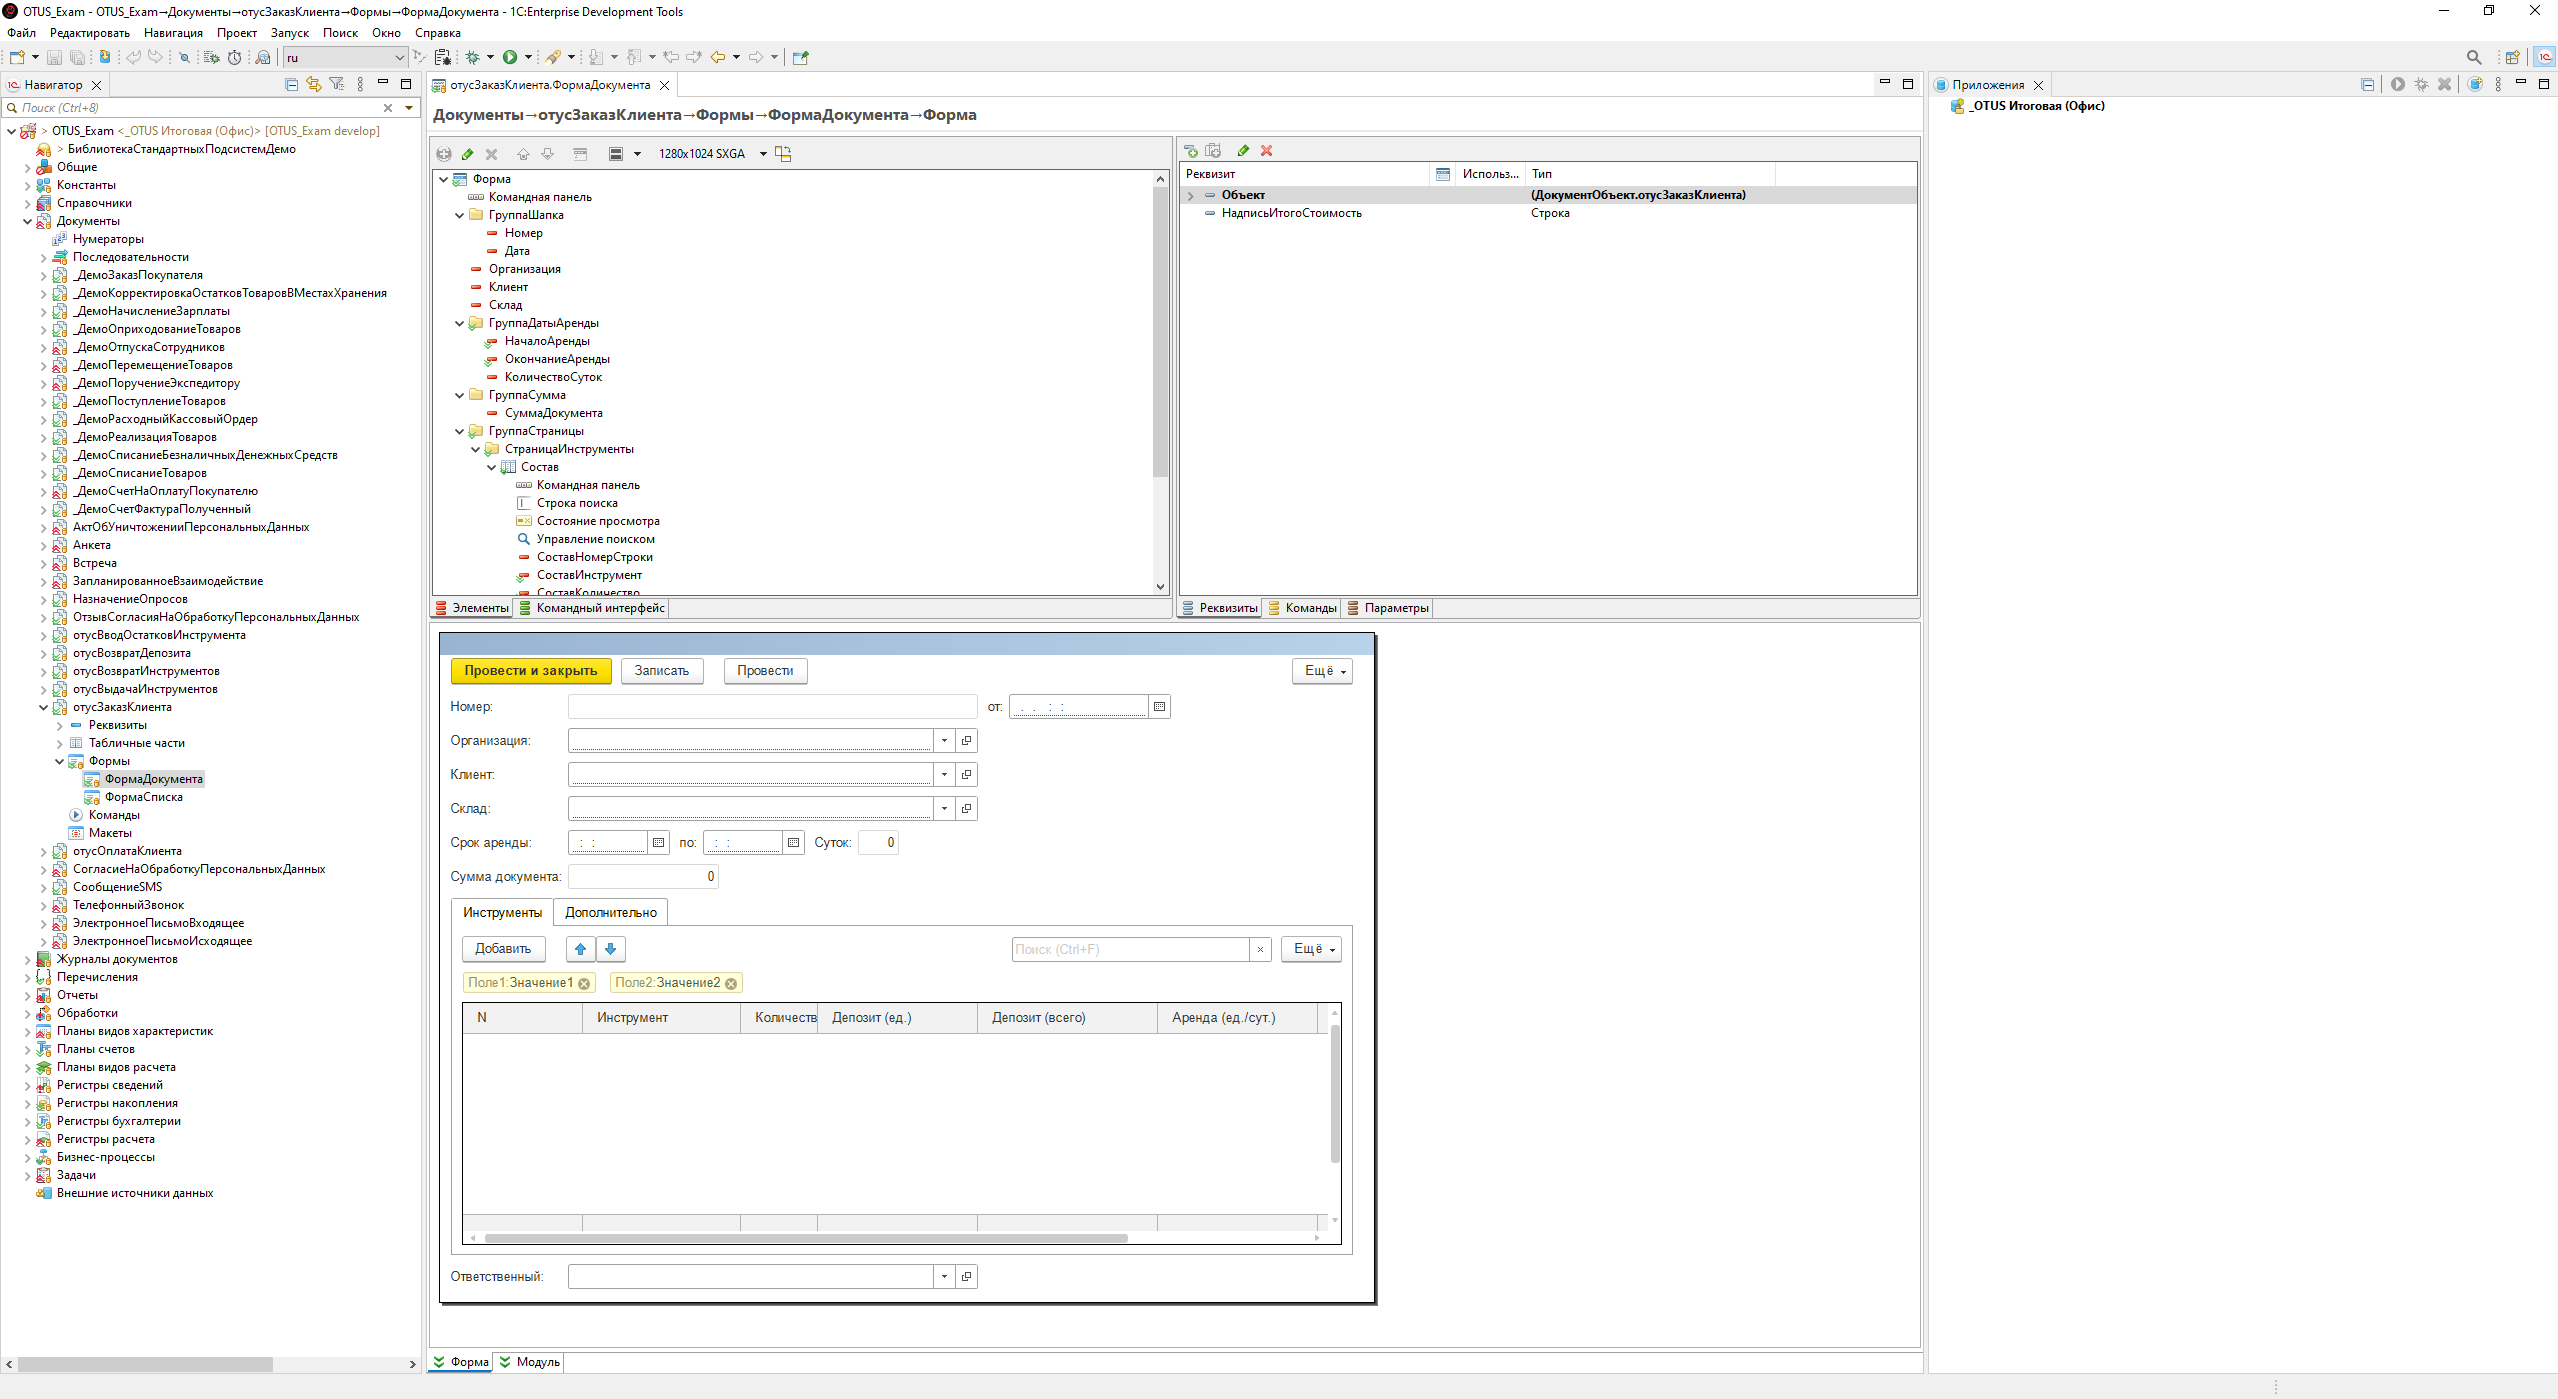 OTUS_Exam - OTUS_Exam→Документы→отусЗаказКлиента→Формы→ФормаДокумента - 1C:Enterprise Development Tools
Файл Редактировать Навигация Проект Запуск Поиск Окно Справка
ru
Навигатор
Поиск (Ctrl+8)
> OTUS_Exam <_OTUS Итоговая (Офис)> [OTUS_Exam develop]
> БиблиотекаСтандартныхПодсистемДемо
Общие
Константы
Справочники
Документы
Нумераторы
Последовательности
_ДемоЗаказПокупателя
_ДемоКорректировкаОстатковТоваровВМестахХранения
_ДемоНачислениеЗарплаты
_ДемоОприходованиеТоваров
_ДемоОтпускаСотрудников
_ДемоПеремещениеТоваров
_ДемоПоручениеЭкспедитору
_ДемоПоступлениеТоваров
_ДемоРасходныйКассовыйОрдер
_ДемоРеализацияТоваров
_ДемоСписаниеБезналичныхДенежныхСредств
_ДемоСписаниеТоваров
_ДемоСчетНаОплатуПокупателю
_ДемоСчетФактураПолученный
АктОбУничтоженииПерсональныхДанных
Анкета
Встреча
ЗапланированноеВзаимодействие
НазначениеОпросов
ОтзывСогласияНаОбработкуПерсональныхДанных
отусВводОстатковИнструмента
отусВозвратДепозита
отусВозвратИнструментов
отусВыдачаИнструментов
отусЗаказКлиента
Реквизиты
Табличные части
Формы
ФормаДокумента
ФормаСписка
Команды
Макеты
отусОплатаКлиента
СогласиеНаОбработкуПерсональныхДанных
СообщениеSMS
ТелефонныйЗвонок
ЭлектронноеПисьмоВходящее
ЭлектронноеПисьмоИсходящее
Журналы документов
Перечисления
Отчеты
Обработки
Планы видов характеристик
Планы счетов
Планы видов расчета
Регистры сведений
Регистры накопления
Регистры бухгалтерии
Регистры расчета
Бизнес-процессы
Задачи
Внешние источники данных
отусЗаказКлиента.ФормаДокумента
Документы→отусЗаказКлиента→Формы→ФормаДокумента→Форма
1280x1024 SXGA
Форма
Командная панель
ГруппаШапка
Номер
Дата
Организация
Клиент
Склад
ГруппаДатыАренды
НачалоАренды
ОкончаниеАренды
КоличествоСуток
ГруппаСумма
СуммаДокумента
ГруппаСтраницы
СтраницаИнструменты
Состав
Командная панель
Строка поиска
Состояние просмотра
Управление поиском
СоставНомерСтроки
СоставИнструмент
СоставКоличество
Элементы Командный интерфейс
Реквизит Использ... Тип
Объект (ДокументОбъект.отусЗаказКлиента)
НадписьИтогоСтоимость Строка
Реквизиты Команды Параметры
Провести и закрыть Записать Провести Ещё
Номер: от: . . : :
Организация:
Клиент:
Склад:
Срок аренды: : : по: : : Суток: 0
Сумма документа: 0
Инструменты Дополнительно
Добавить Поиск (Ctrl+F) × Ещё
Поле1:Значение1 Поле2:Значение2
N Инструмент Количеств Депозит (ед.) Депозит (всего) Аренда (ед./сут.)
Ответственный:
Форма Модуль
Приложения
_OTUS Итоговая (Офис)